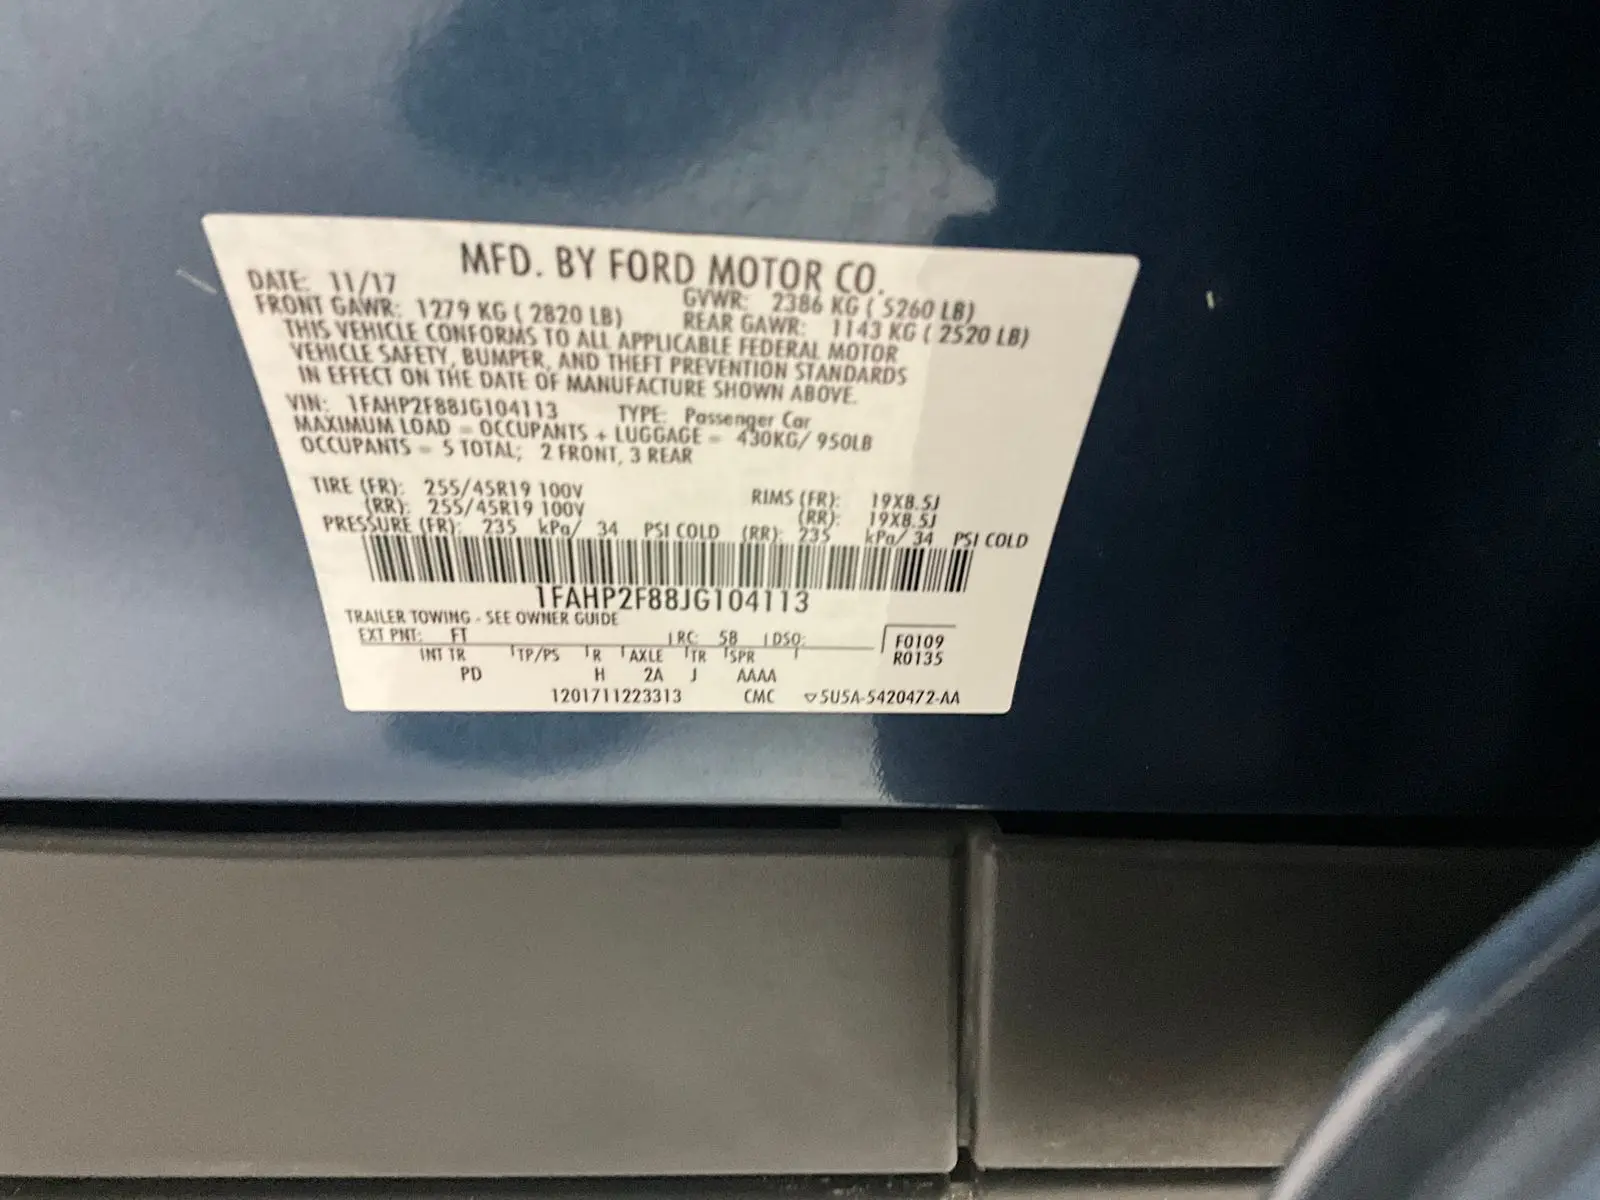 MFD. BY FORD MOTOR CO.
DATE: 11/17 GVWR: 2386 KG ( 5260 LB)
FRONT GAWR: 1279 KG ( 2820 LB) REAR GAWR: 1143 KG ( 2520 LB)
THIS VEHICLE CONFORMS TO ALL APPLICABLE FEDERAL MOTOR
VEHICLE SAFETY, BUMPER, AND THEFT PREVENTION STANDARDS
IN EFFECT ON THE DATE OF MANUFACTURE SHOWN ABOVE.
VIN: 1FAHP2F88JG104113 TYPE: Passenger Car
MAXIMUM LOAD = OCCUPANTS + LUGGAGE = 430KG/ 950LB
OCCUPANTS = 5 TOTAL; 2 FRONT, 3 REAR
TIRE (FR): 255/45R19 100V RIMS (FR): 19X8.5J
(RR): 255/45R19 100V (RR): 19X8.5J
PRESSURE (FR): 235 kPa/ 34 PSI COLD (RR): 235 kPa/ 34 PSI COLD
1FAHP2F88JG104113
TRAILER TOWING - SEE OWNER GUIDE
EXT PNT: FT RC: 58 DSO: F0109
INT TR TP/PS R AXLE TR SPR R0135
PD H 2A J AAAA
1201711223313 CMC ▽5U5A-5420472-AA